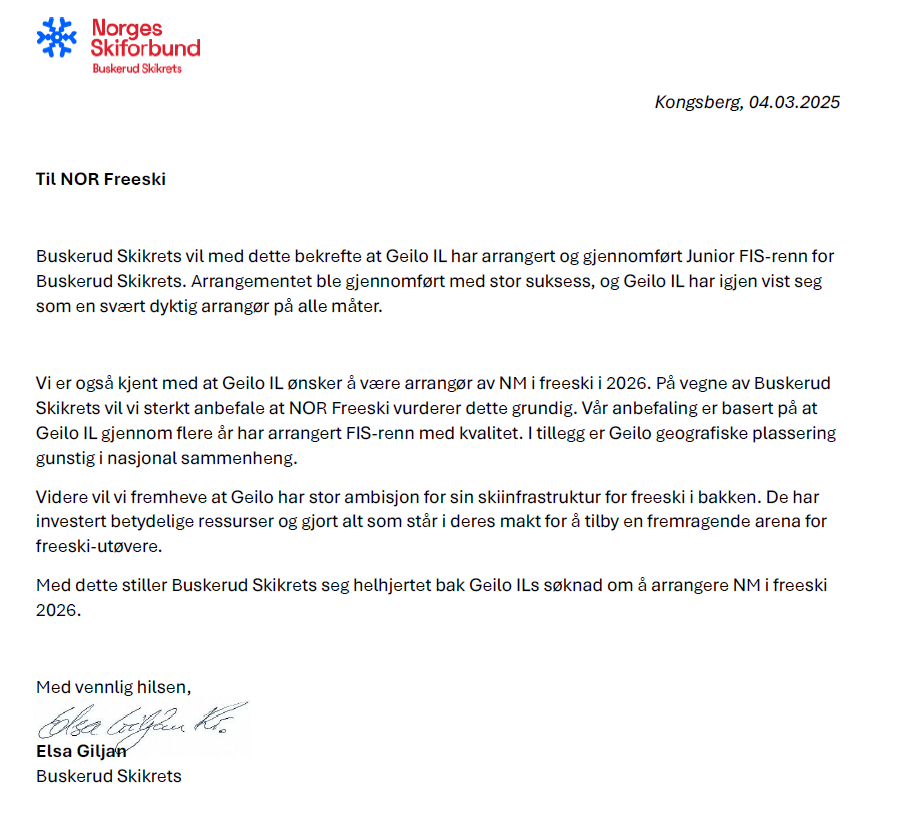 Norges
Skiforbund
Buskerud Skikrets
Kongsberg, 04.03.2025
Til NOR Freeski
Buskerud Skikrets vil med dette bekrefte at Geilo IL har arrangert og gjennomført Junior FIS-renn for
Buskerud Skikrets. Arrangementet ble gjennomført med stor suksess, og Geilo IL har igjen vist seg
som en svært dyktig arrangør på alle måter.
Vi er også kjent med at Geilo IL ønsker å være arrangør av NM i freeski i 2026. På vegne av Buskerud
Skikrets vil vi sterkt anbefale at NOR Freeski vurderer dette grundig. Vår anbefaling er basert på at
Geilo IL gjennom flere år har arrangert FIS-renn med kvalitet. I tillegg er Geilo geografiske plassering
gunstig i nasjonal sammenheng.
Videre vil vi fremheve at Geilo har stor ambisjon for sin skiinfrastruktur for freeski i bakken. De har
investert betydelige ressurser og gjort alt som står i deres makt for å tilby en fremragende arena for
freeski-utøvere.
Med dette stiller Buskerud Skikrets seg helhjertet bak Geilo ILs søknad om å arrangere NM i freeski
2026.
Med vennlig hilsen,
Elsa Giljan Kr.
Elsa Giljan
Buskerud Skikrets